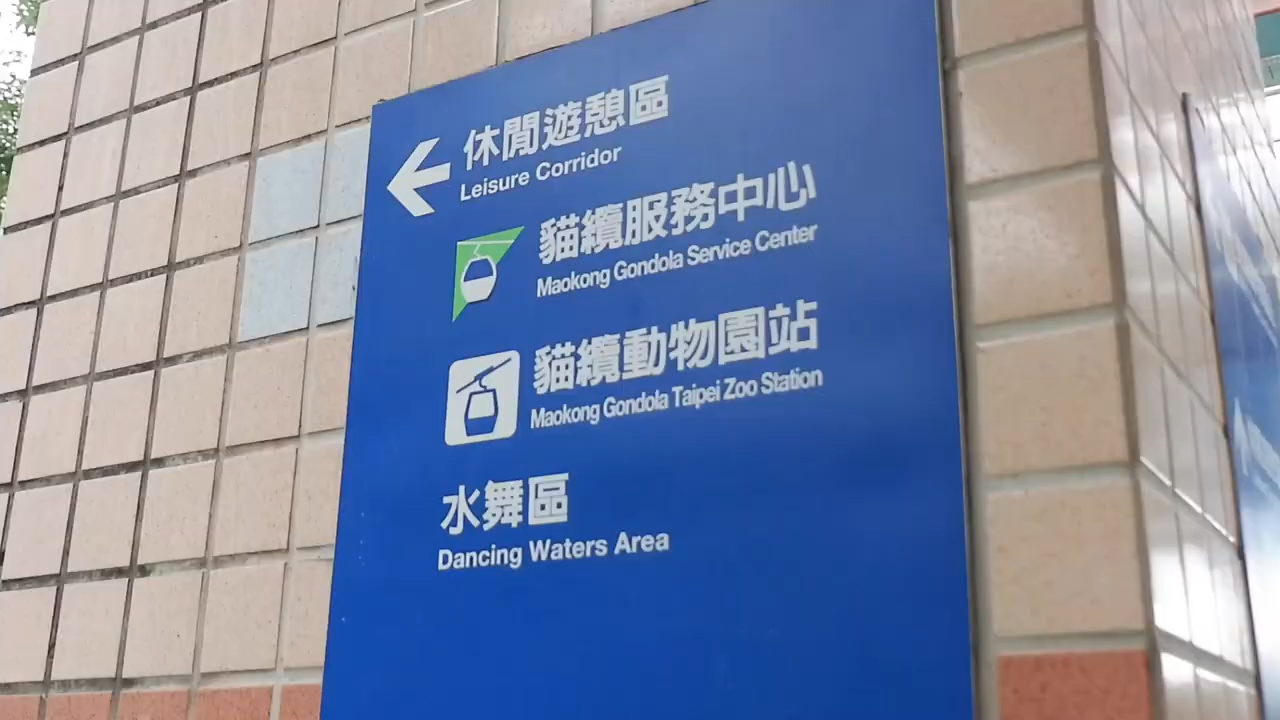 休閒遊憩區
Leisure Corridor
貓纜服務中心
Maokong Gondola Service Center
貓纜動物園站
Maokong Gondola Taipei Zoo Station
水舞區
Dancing Waters Area